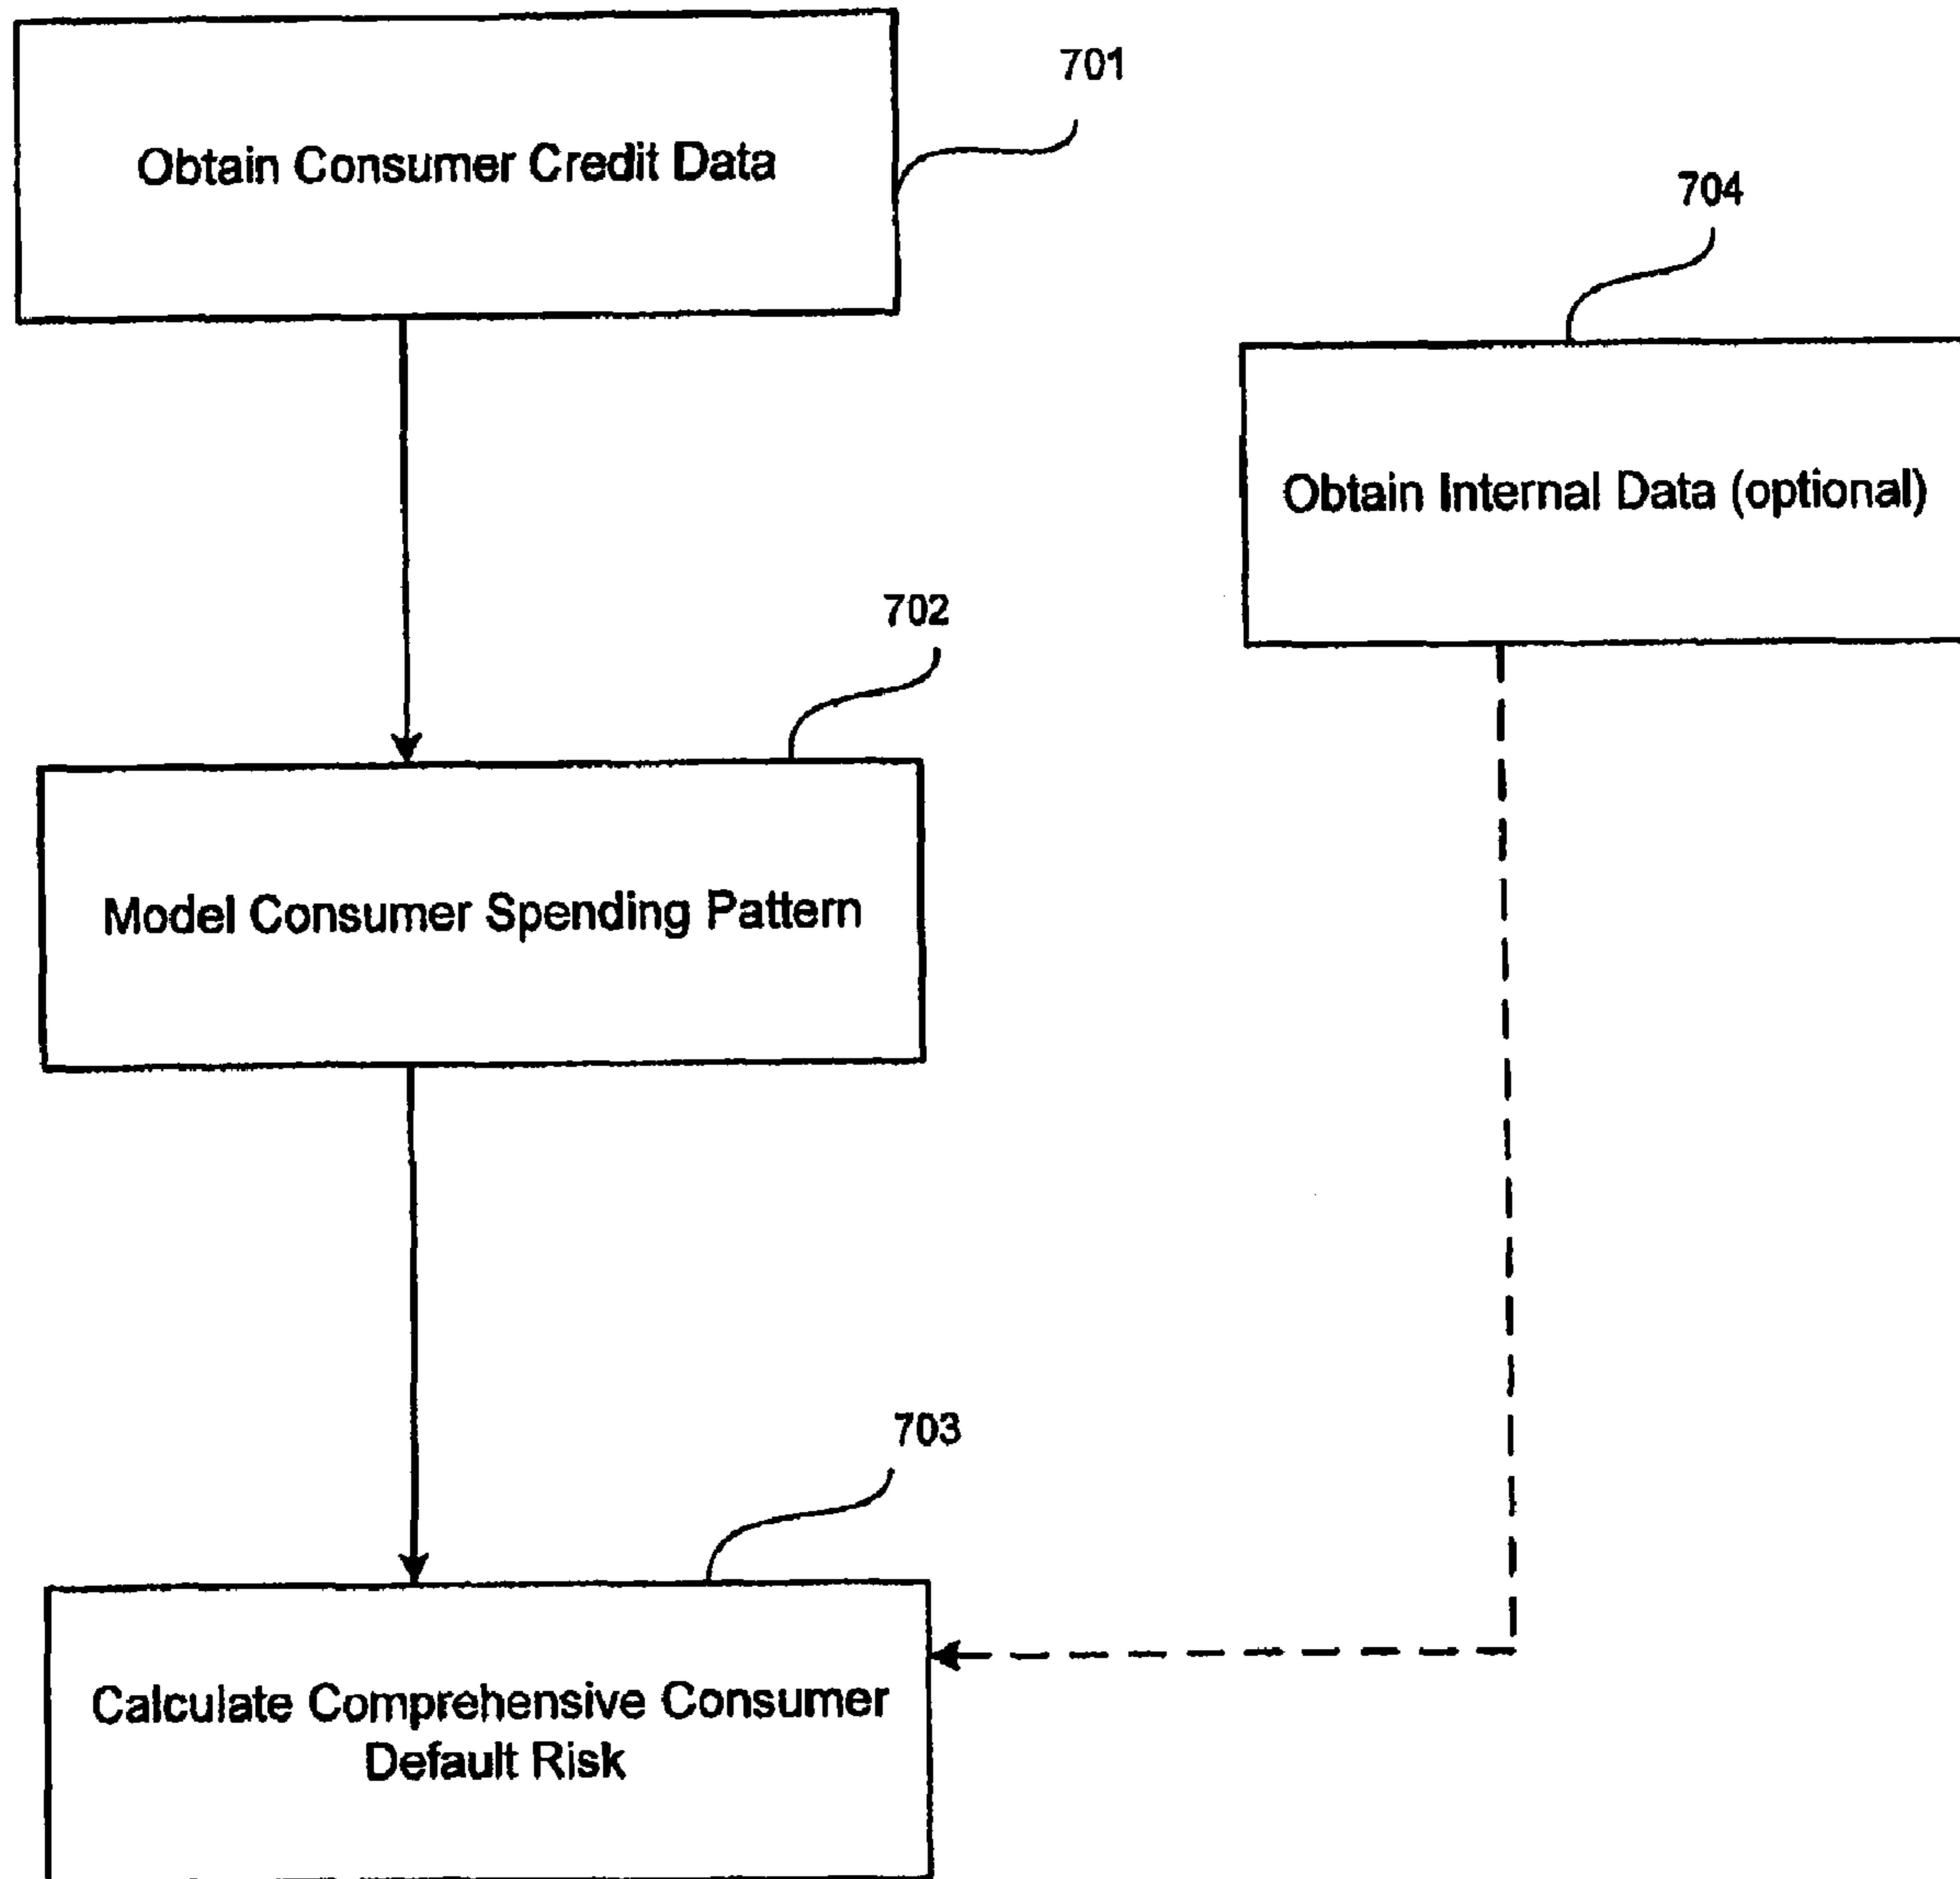 701
Obtain Consumer Credit Data
704
Obtain Internal Data (optional)
702
Model Consumer Spending Pattern
703
Calculate Comprehensive Consumer
Default Risk